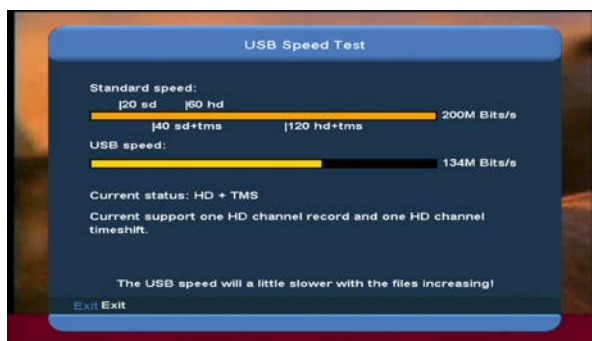 USB Speed Test
Standard speed:
|20 sd |60 hd
200M Bits/s
|40 sd+tms |120 hd+tms
USB speed:
134M Bits/s
Current status: HD + TMS
Current support one HD channel record and one HD channel
timeshift.
The USB speed will a little slower with the files increasing!
Exit Exit